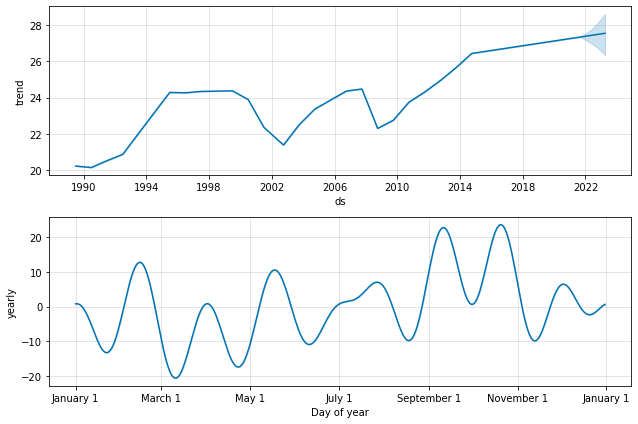 28
26
24
22
20
trend
1990 1994 1998 2002 2006 2010 2014 2018 2022
ds
20
10
0
−10
−20
yearly
January 1 March 1 May 1 July 1 September 1 November 1 January 1
Day of year